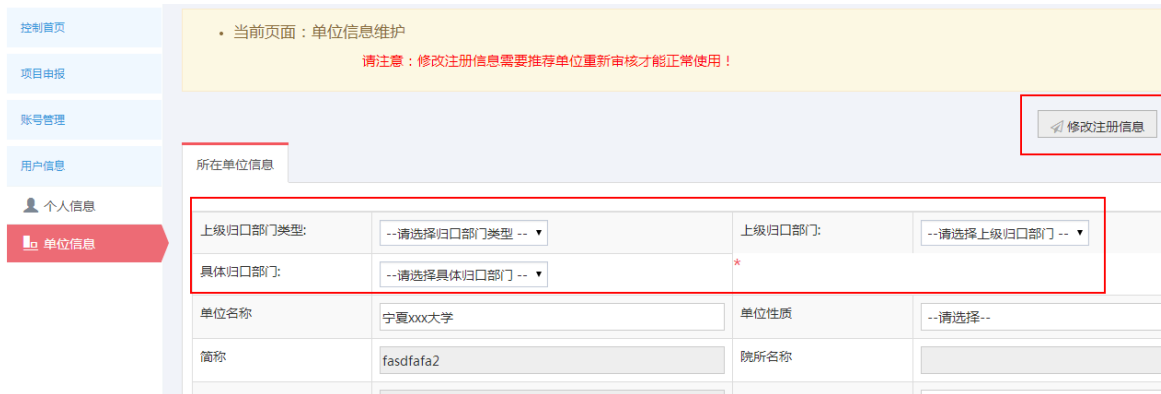 控制首页
项目申报
账号管理
用户信息
个人信息
单位信息
• 当前页面：单位信息维护
请注意：修改注册信息需要推荐单位重新审核才能正常使用！
修改注册信息
所在单位信息
上级归口部门类型: --请选择归口部门类型 -- 上级归口部门: --请选择上级归口部门 --
具体归口部门: --请选择具体归口部门 -- *
单位名称 宁夏xxx大学 单位性质 --请选择--
简称 fasdfafa2 院所名称